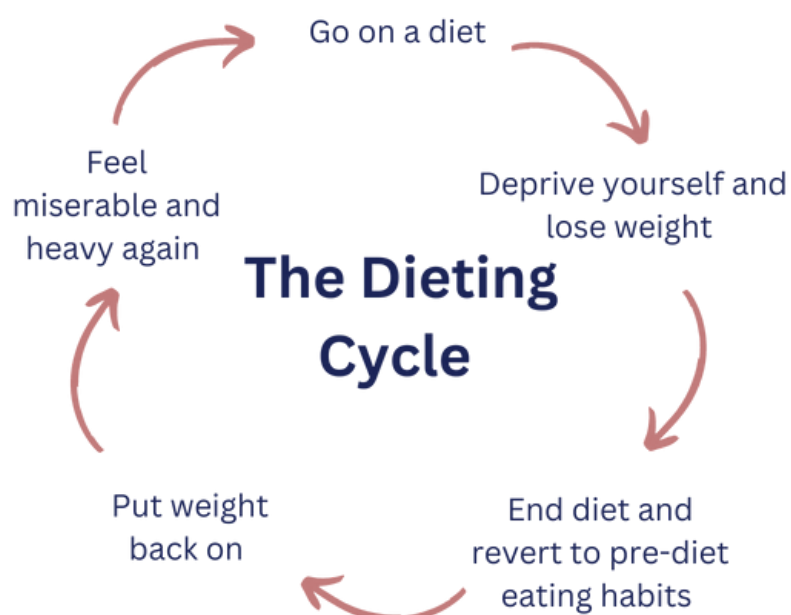 Go on a diet
Deprive yourself and
lose weight
End diet and
revert to pre-diet
eating habits
Put weight
back on
Feel
miserable and
heavy again
The Dieting
Cycle